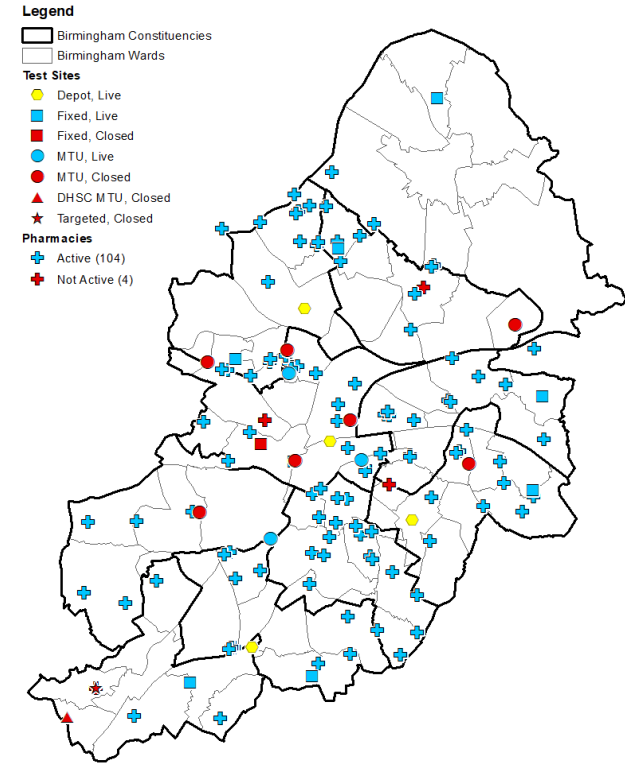 Legend
Birmingham Constituencies
Birmingham Wards
Test Sites
Depot, Live
Fixed, Live
Fixed, Closed
MTU, Live
MTU, Closed
DHSC MTU, Closed
Targeted, Closed
Pharmacies
Active (104)
Not Active (4)